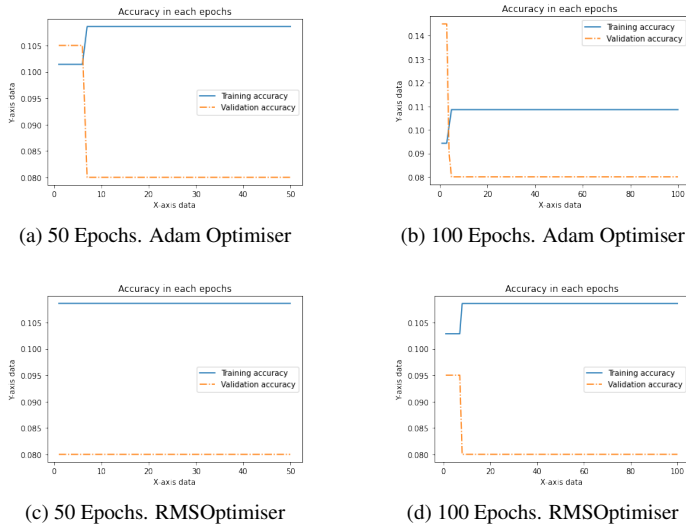 Accuracy in each epochs
Y-axis data
0.105
0.100
0.095
0.090
0.085
0.080
Training accuracy
Validation accuracy
0 10 20 30 40 50
X-axis data
(a) 50 Epochs. Adam Optimiser
Accuracy in each epochs
Y-axis data
0.14
0.13
0.12
0.11
0.10
0.09
0.08
Training accuracy
Validation accuracy
0 20 40 60 80 100
X-axis data
(b) 100 Epochs. Adam Optimiser
Accuracy in each epochs
Y-axis data
0.105
0.100
0.095
0.090
0.085
0.080
Training accuracy
Validation accuracy
0 10 20 30 40 50
X-axis data
(c) 50 Epochs. RMSOptimiser
Accuracy in each epochs
Y-axis data
0.105
0.100
0.095
0.090
0.085
0.080
Training accuracy
Validation accuracy
0 20 40 60 80 100
X-axis data
(d) 100 Epochs. RMSOptimiser